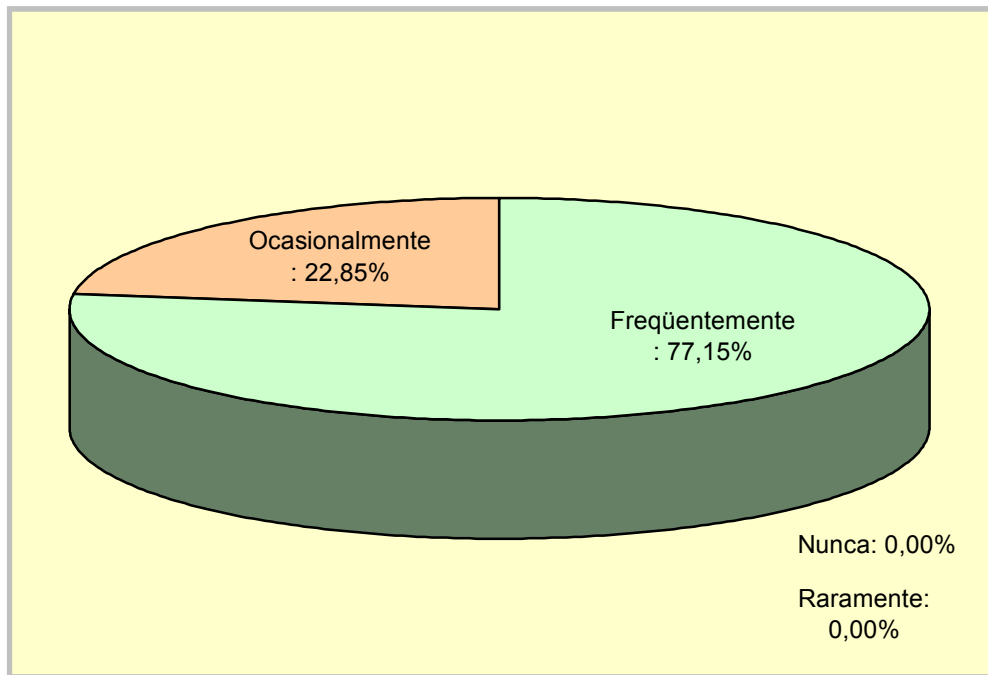 Ocasionalmente
: 22,85%
Freqüentemente
: 77,15%
Nunca: 0,00%
Raramente:
0,00%